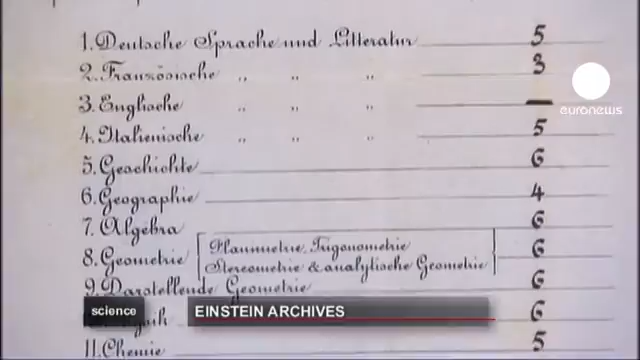 1. Deutsche Sprache und Litteratur 5
2. Französische „ „ „ 3
3. Englische „ „ „ —
4. Italienische „ „ „ 5
5. Geschichte 6
6. Geographie 4
7. Algebra 6
8. Geometrie [Planimetrie, Trigonometrie
Stereometrie & analytische Geometrie] 6
9. Darstellende Geometrie 6
6
11. Chemie 5
euronews
science
EINSTEIN ARCHIVES